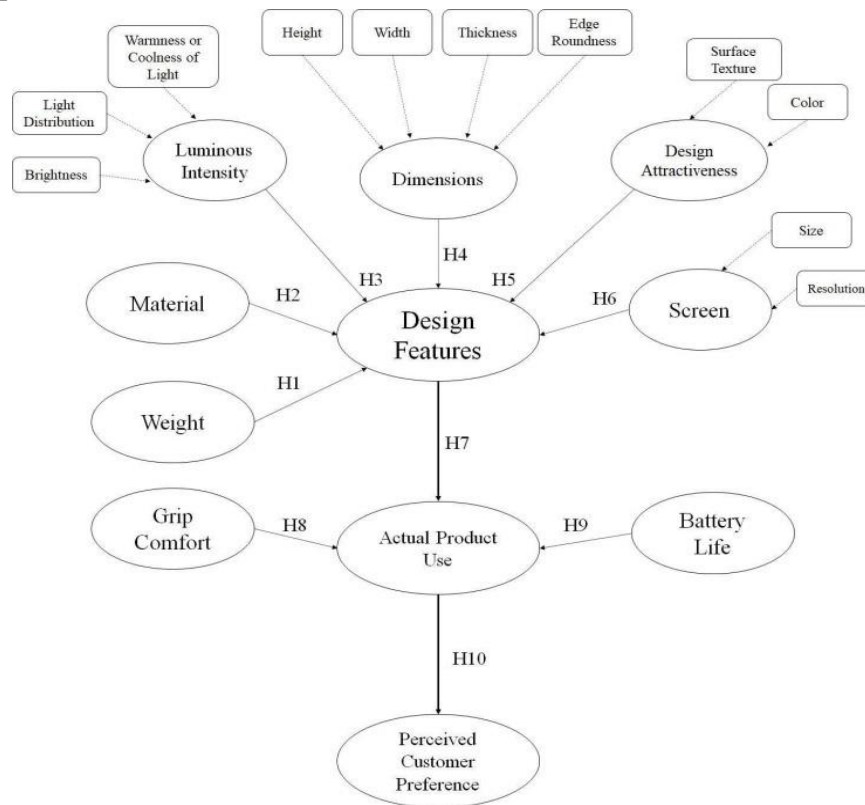 Warmness or
Coolness of
Light
Height
Width
Thickness
Edge
Roundness
Surface
Texture
Light
Distribution
Color
Luminous
Intensity
Dimensions
Design
Attractiveness
Brightness
Size
H4
H3
H5
Material
H2
Design
Features
H6
Screen
Resolution
H1
Weight
H7
Grip
Comfort
H8
Actual Product
Use
H9
Battery
Life
H10
Perceived
Customer
Preference